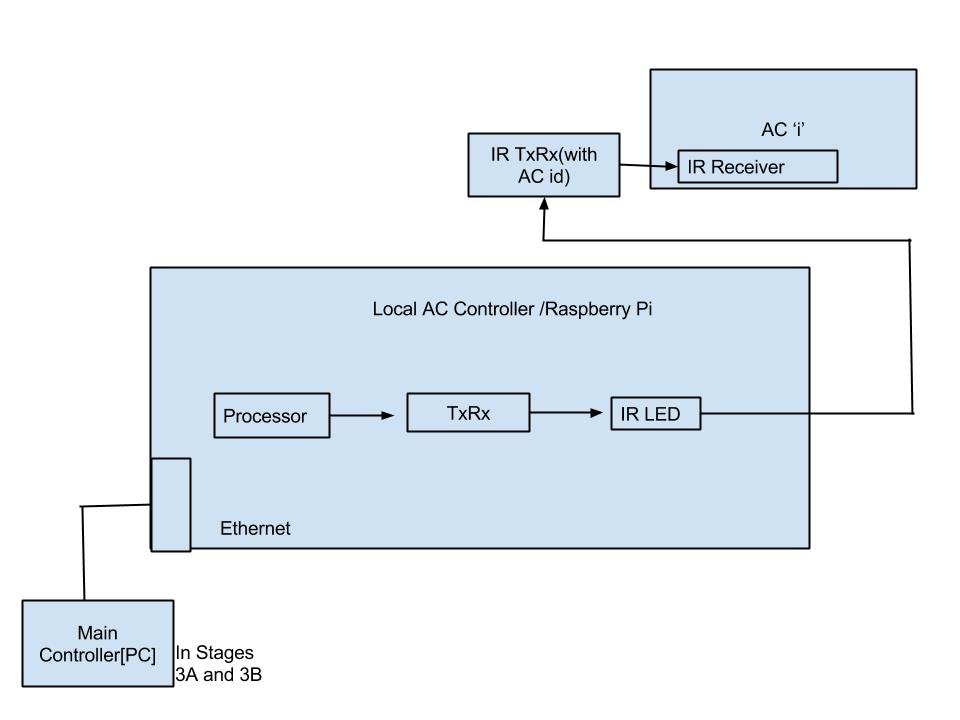 AC ‘i’
IR TxRx(with
AC id)
IR Receiver
Local AC Controller /Raspberry Pi
Processor
TxRx
IR LED
Ethernet
Main
Controller[PC]
In Stages
3A and 3B